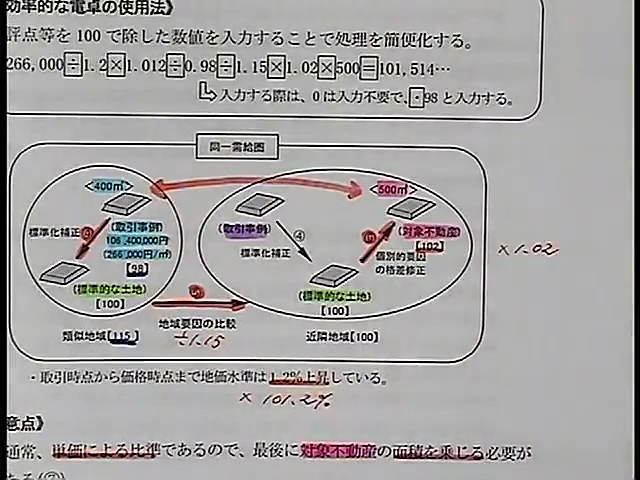 効率的な電卓の使用法》
評点等を 100 で除した数値を入力することで処理を簡便化する。
266,000÷1.2×1.012÷0.98÷1.15×1.02×500＝101,514…
入力する際は、0 は入力不要で、・98 と入力する。
同一需給圏
<400㎡>
<500㎡>
(取引事例)
106,400,000円
(266,000円/㎡)
[98]
標準化補正
(標準的な土地)
[100]
(取引事例)
④
標準化補正
(対象不動産)
[102]
個別的要因
の格差修正
(標準的な土地)
[100]
×1.02
地域要因の比較
÷1.15
類似地域[115]
近隣地域[100]
・取引時点から価格時点まで地価水準は1.2%上昇している。
× 101.2%
意点》
通常、単価による比準であるので、最後に対象不動産の面積を乗じる必要が